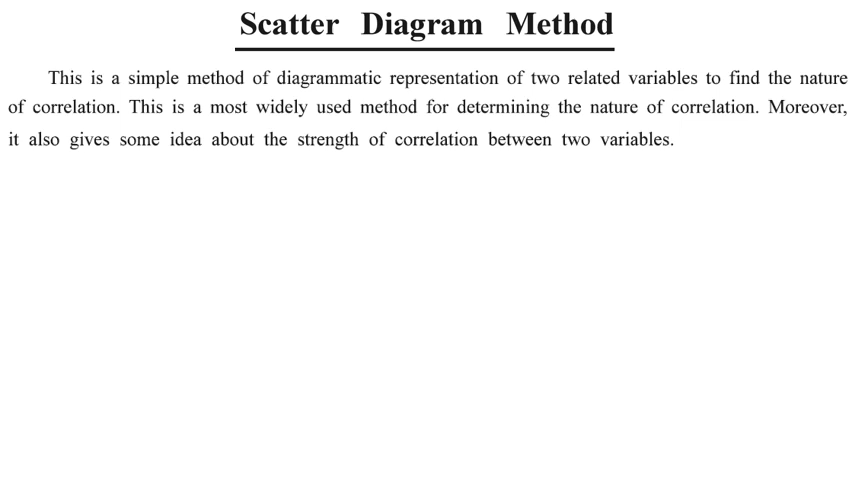 Scatter Diagram Method
This is a simple method of diagrammatic representation of two related variables to find the nature
of correlation. This is a most widely used method for determining the nature of correlation. Moreover,
it also gives some idea about the strength of correlation between two variables.